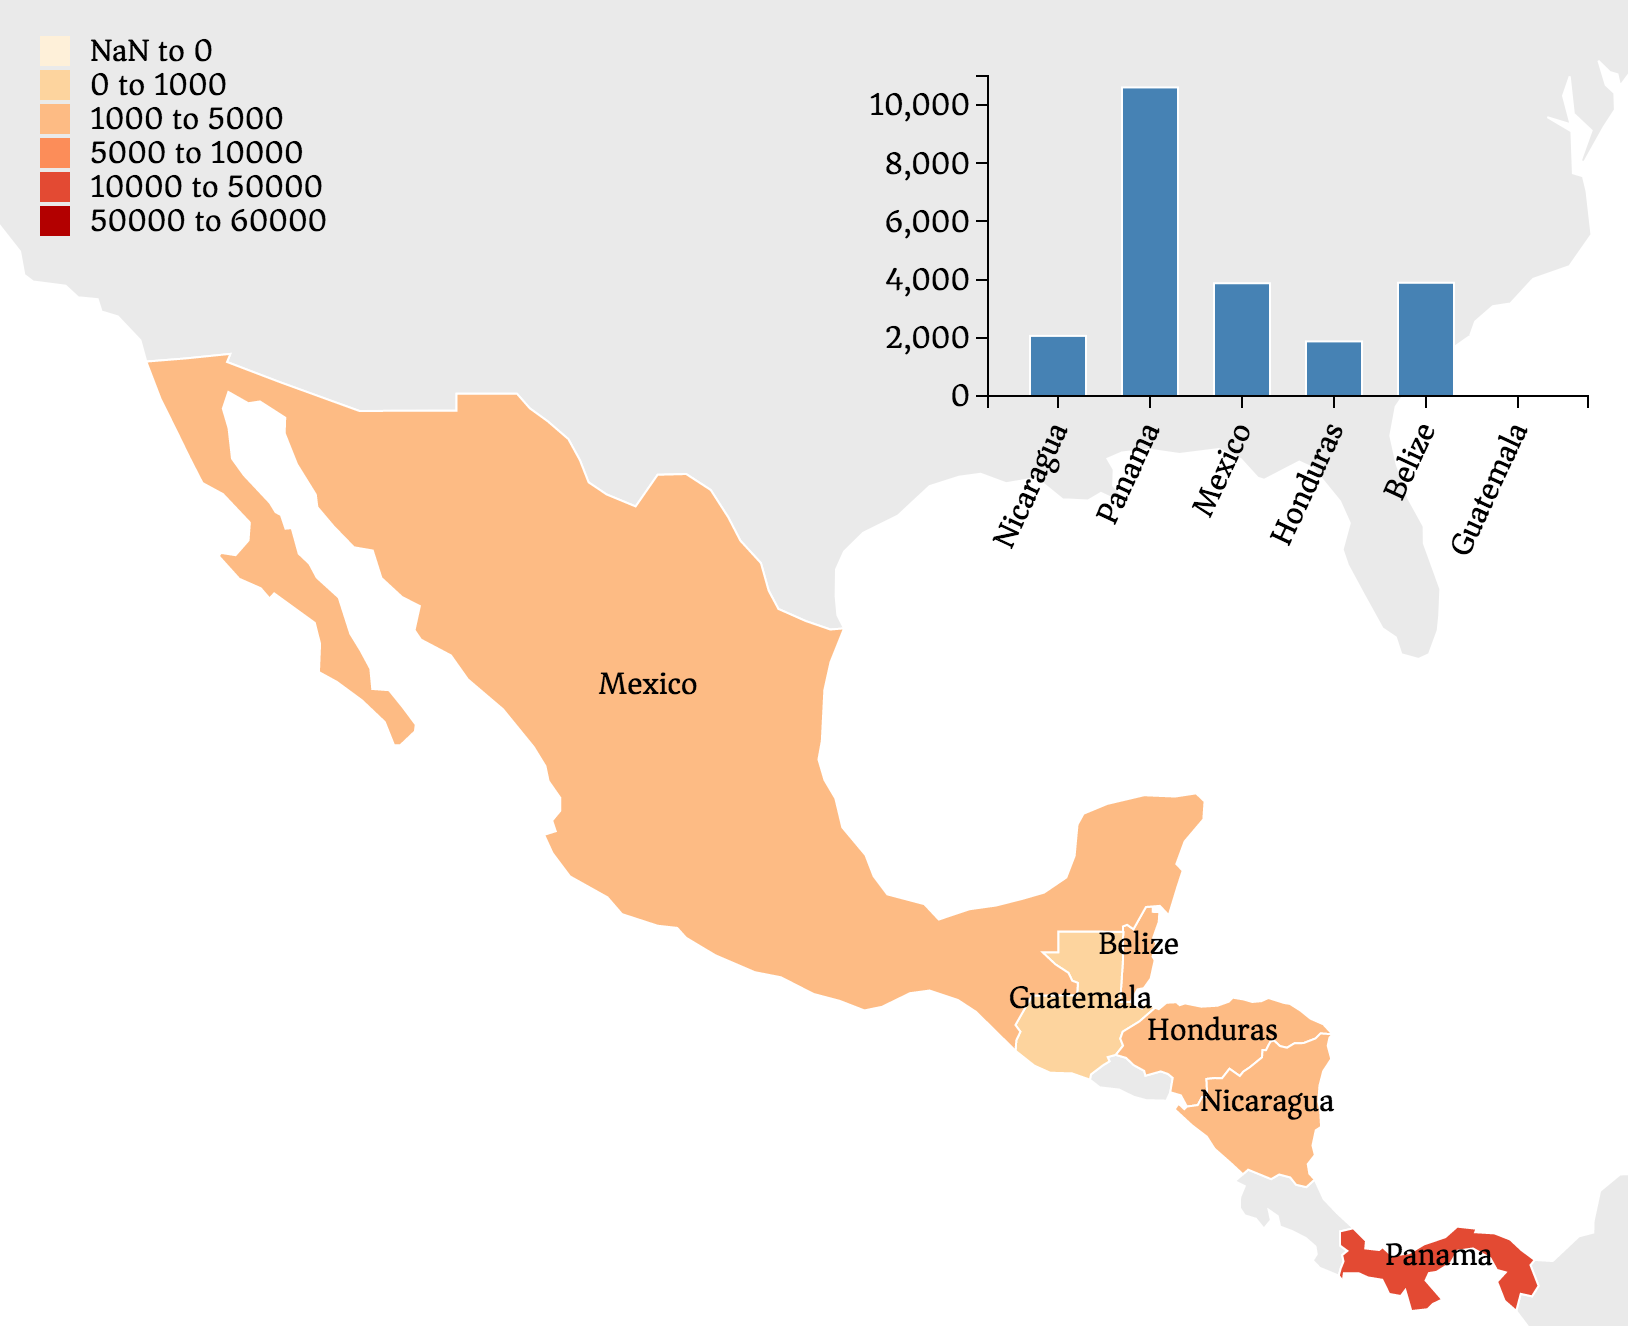 NaN to 0
0 to 1000
1000 to 5000
5000 to 10000
10000 to 50000
50000 to 60000
10,000
8,000
6,000
4,000
2,000
0
Nicaragua
Panama
Mexico
Honduras
Belize
Guatemala
Mexico
Belize
Guatemala
Honduras
Nicaragua
Panama